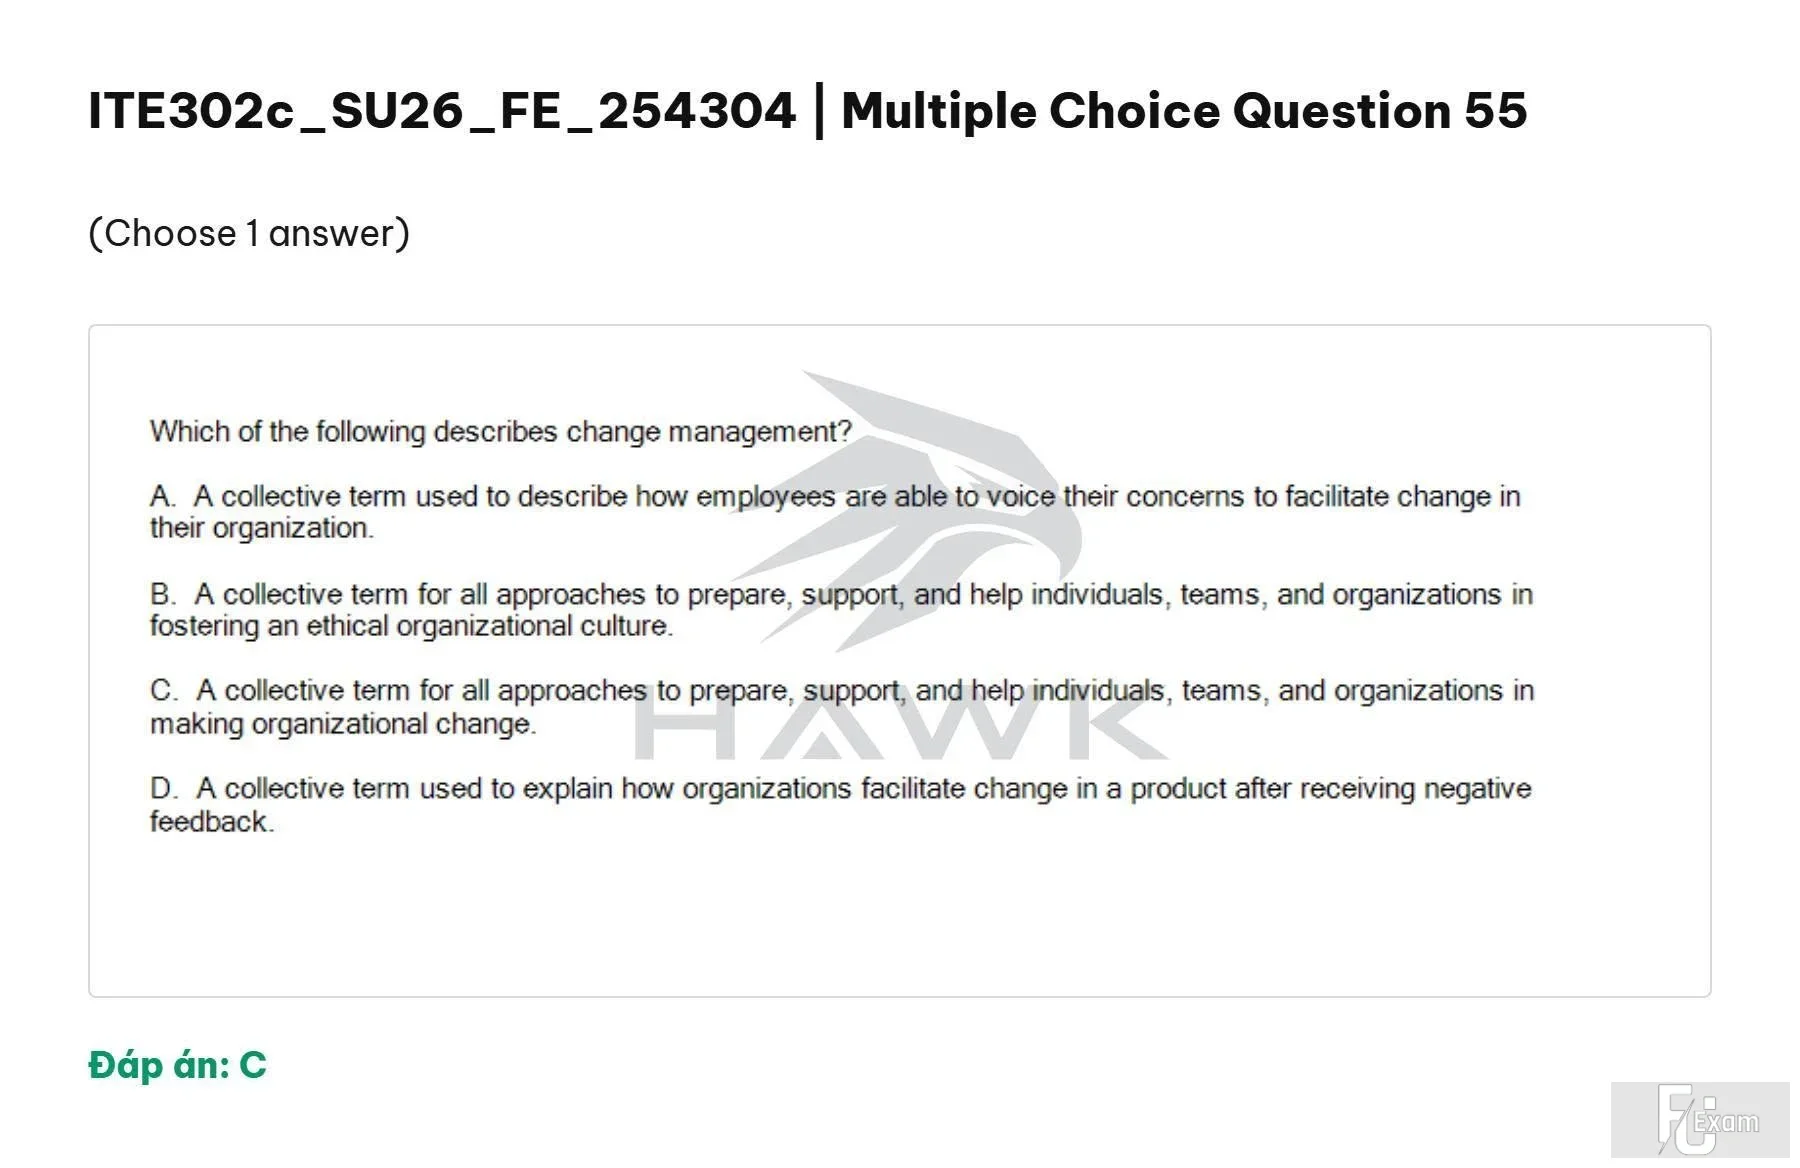 ITE302c_SU26_FE_254304 | Multiple Choice Question 55
(Choose 1 answer)
Which of the following describes change management?
A. A collective term used to describe how employees are able to voice their concerns to facilitate change in
their organization.
B. A collective term for all approaches to prepare, support, and help individuals, teams, and organizations in
fostering an ethical organizational culture.
C. A collective term for all approaches to prepare, support, and help individuals, teams, and organizations in
making organizational change.
D. A collective term used to explain how organizations facilitate change in a product after receiving negative
feedback.
HAWK
Đáp án: C
Exam